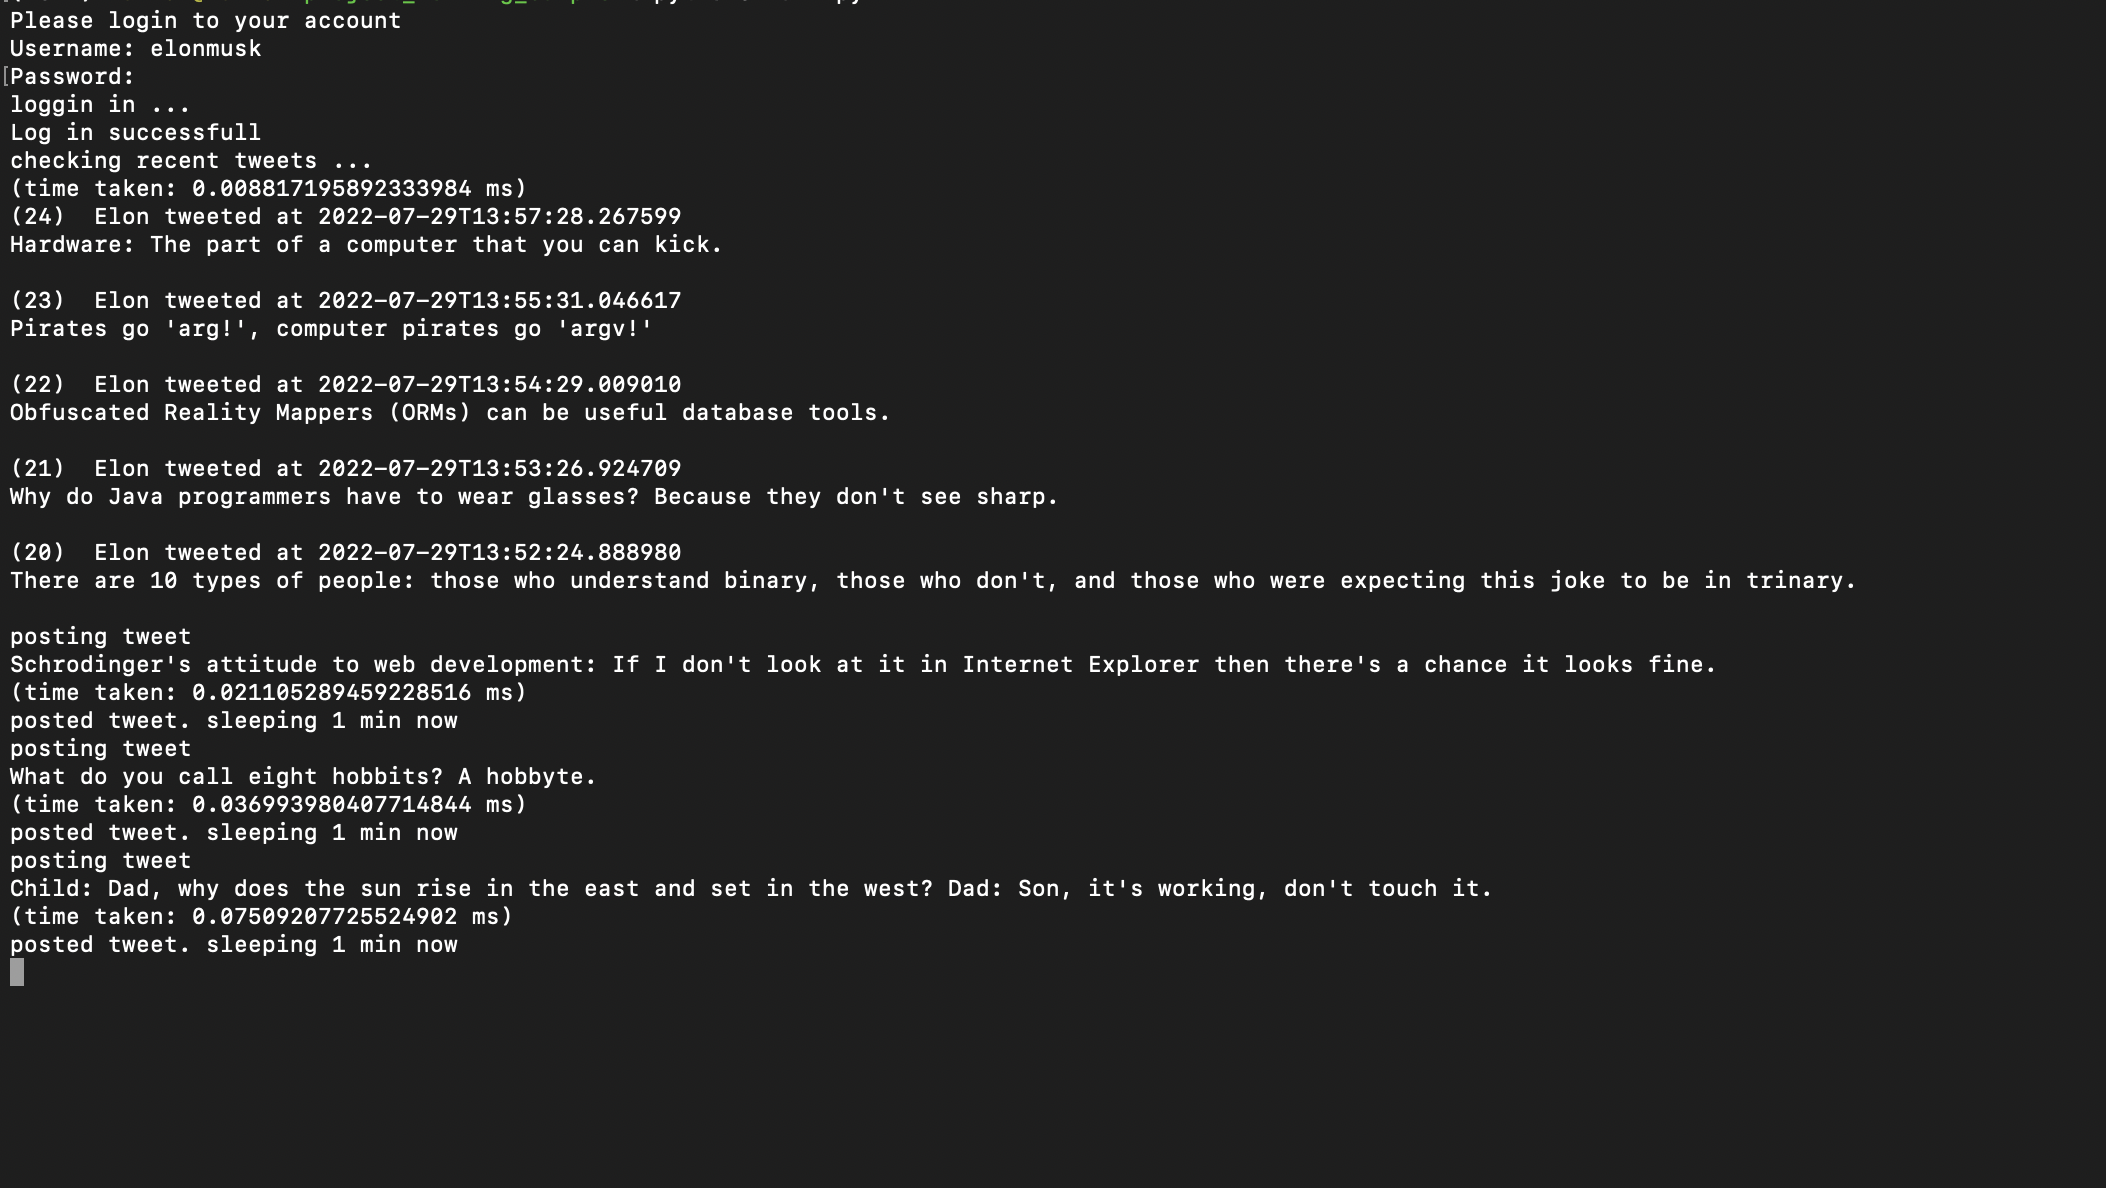 Please login to your account
Username: elonmusk
[Password:
loggin in ...
Log in successfull
checking recent tweets ...
(time taken: 0.008817195892333984 ms)
(24)  Elon tweeted at 2022-07-29T13:57:28.267599
Hardware: The part of a computer that you can kick.
(23)  Elon tweeted at 2022-07-29T13:55:31.046617
Pirates go 'arg!', computer pirates go 'argv!'
(22)  Elon tweeted at 2022-07-29T13:54:29.009010
Obfuscated Reality Mappers (ORMs) can be useful database tools.
(21)  Elon tweeted at 2022-07-29T13:53:26.924709
Why do Java programmers have to wear glasses? Because they don't see sharp.
(20)  Elon tweeted at 2022-07-29T13:52:24.888980
There are 10 types of people: those who understand binary, those who don't, and those who were expecting this joke to be in trinary.
posting tweet
Schrodinger's attitude to web development: If I don't look at it in Internet Explorer then there's a chance it looks fine.
(time taken: 0.021105289459228516 ms)
posted tweet. sleeping 1 min now
posting tweet
What do you call eight hobbits? A hobbyte.
(time taken: 0.036993980407714844 ms)
posted tweet. sleeping 1 min now
posting tweet
Child: Dad, why does the sun rise in the east and set in the west? Dad: Son, it's working, don't touch it.
(time taken: 0.07509207725524902 ms)
posted tweet. sleeping 1 min now